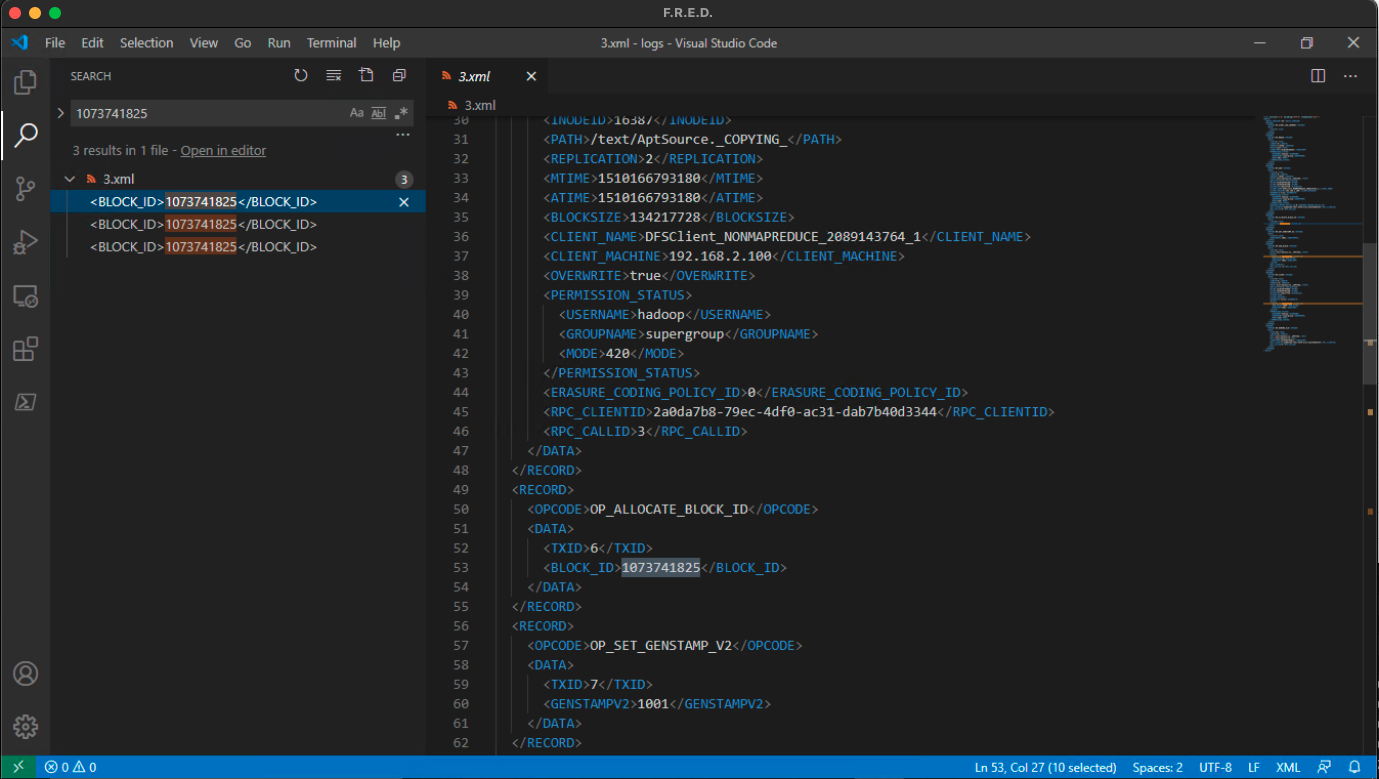 F.R.E.D.
File Edit Selection View Go Run Terminal Help 3.xml - logs - Visual Studio Code
SEARCH
1073741825 Aa Abl .*
3 results in 1 file - Open in editor
3.xml 3
<BLOCK_ID>1073741825</BLOCK_ID>
<BLOCK_ID>1073741825</BLOCK_ID>
<BLOCK_ID>1073741825</BLOCK_ID>
3.xml
3.xml
30 <INODEID>16387</INODEID>
31 <PATH>/text/AptSource._COPYING_</PATH>
32 <REPLICATION>2</REPLICATION>
33 <MTIME>1510166793180</MTIME>
34 <ATIME>1510166793180</ATIME>
35 <BLOCKSIZE>134217728</BLOCKSIZE>
36 <CLIENT_NAME>DFSClient_NONMAPREDUCE_2089143764_1</CLIENT_NAME>
37 <CLIENT_MACHINE>192.168.2.100</CLIENT_MACHINE>
38 <OVERWRITE>true</OVERWRITE>
39 <PERMISSION_STATUS>
40 <USERNAME>hadoop</USERNAME>
41 <GROUPNAME>supergroup</GROUPNAME>
42 <MODE>420</MODE>
43 </PERMISSION_STATUS>
44 <ERASURE_CODING_POLICY_ID>0</ERASURE_CODING_POLICY_ID>
45 <RPC_CLIENTID>2a0da7b8-79ec-4df0-ac31-dab7b40d3344</RPC_CLIENTID>
46 <RPC_CALLID>3</RPC_CALLID>
47 </DATA>
48 </RECORD>
49 <RECORD>
50 <OPCODE>OP_ALLOCATE_BLOCK_ID</OPCODE>
51 <DATA>
52 <TXID>6</TXID>
53 <BLOCK_ID>1073741825</BLOCK_ID>
54 </DATA>
55 </RECORD>
56 <RECORD>
57 <OPCODE>OP_SET_GENSTAMP_V2</OPCODE>
58 <DATA>
59 <TXID>7</TXID>
60 <GENSTAMPV2>1001</GENSTAMPV2>
61 </DATA>
62 </RECORD>
0 0 Ln 53, Col 27 (10 selected) Spaces: 2 UTF-8 LF XML